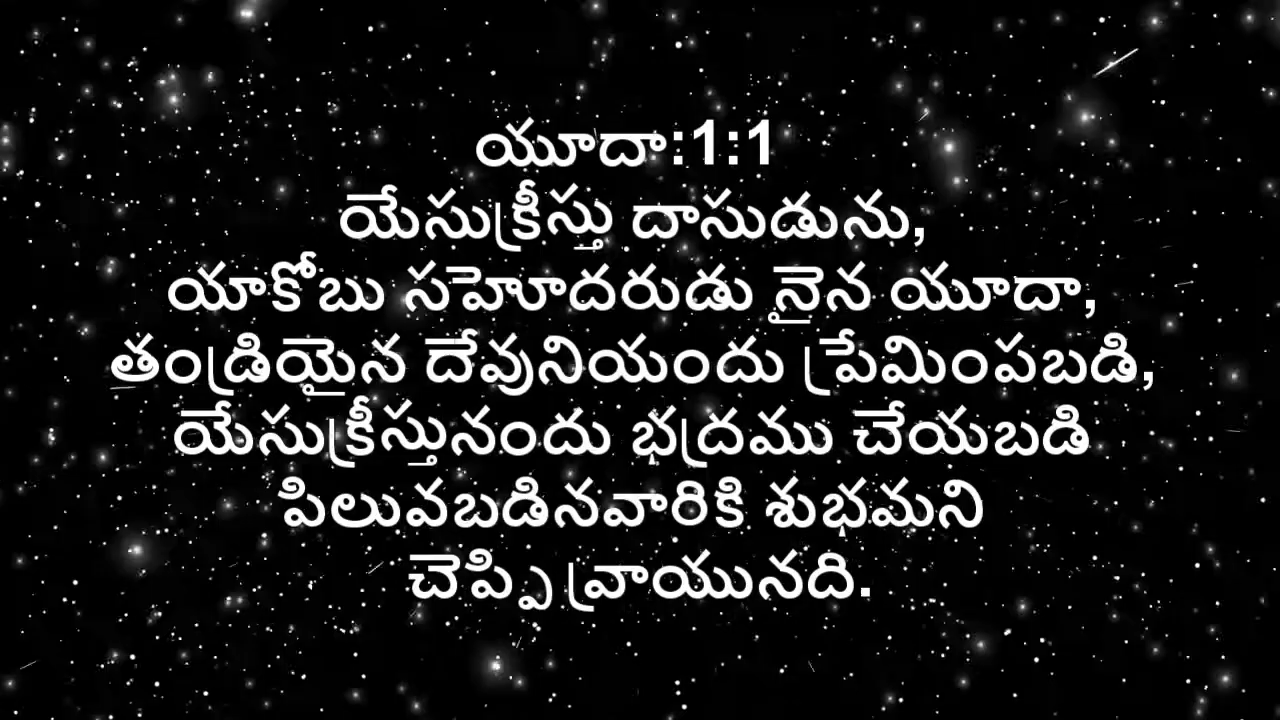 యూదా:1:1
యేసుక్రీస్తు దాసుడును,
యాకోబు సహెూదరుడు నైన యూదా,
తండ్రియైన దేవునియందు ప్రేమింపబడి,
యేసుక్రీస్తునందు భద్రము చేయబడి
పిలువబడినవారికి శుభమని
చెప్పి వ్రాయునది.